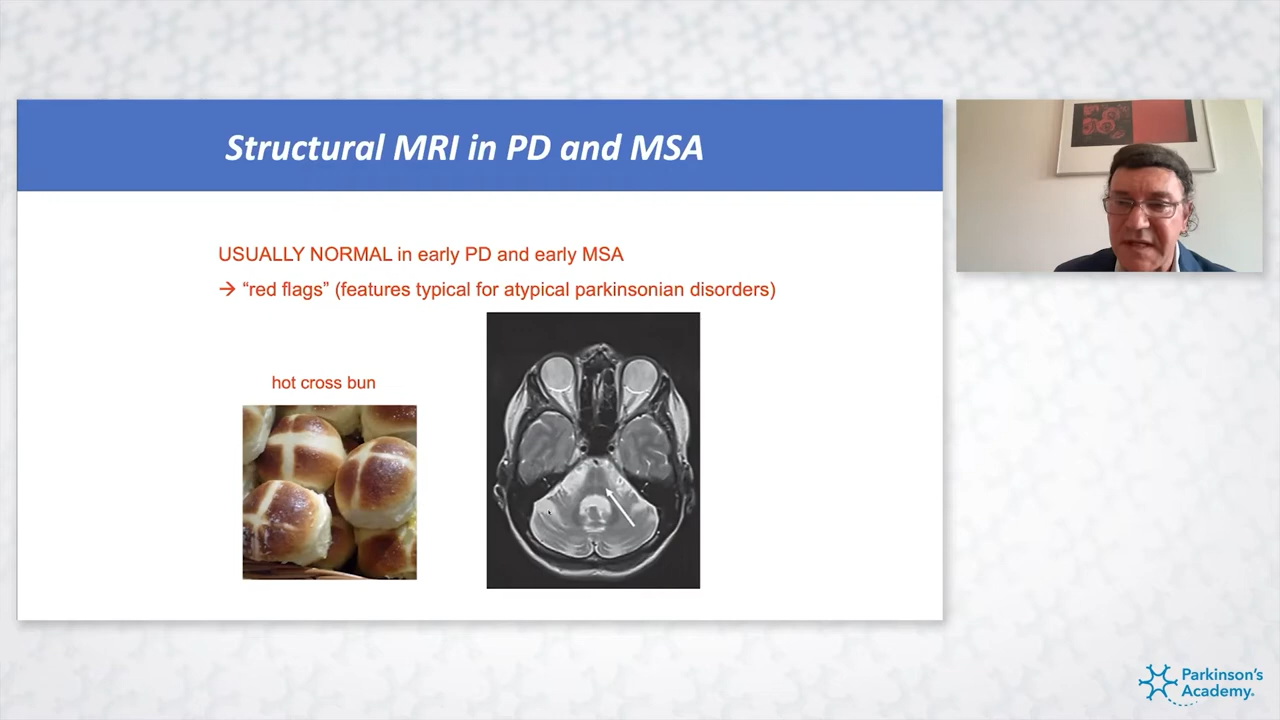 Structural MRI in PD and MSA
USUALLY NORMAL in early PD and early MSA
→ “red flags” (features typical for atypical parkinsonian disorders)
hot cross bun
Parkinson’s
Academy